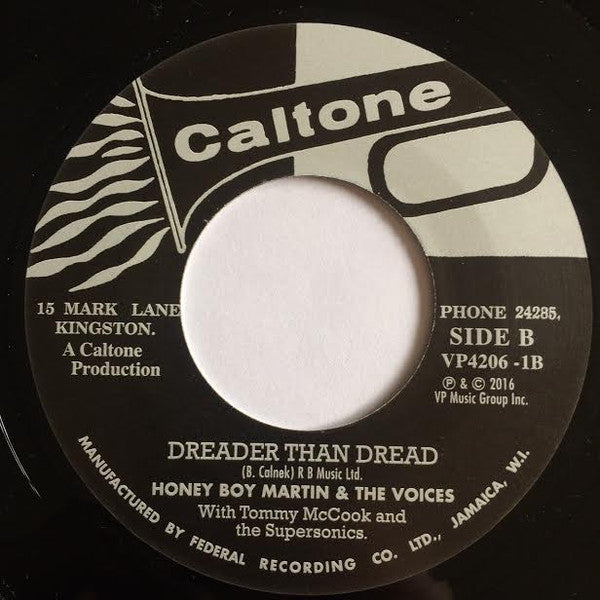 Caltone
15 MARK LANE
KINGSTON.
A Caltone
Production
PHONE 24285,
SIDE B
VP4206 -1B
℗ & © 2016
VP Music Group Inc.
DREADER THAN DREAD
(B. Calnek) R B Music Ltd.
HONEY BOY MARTIN & THE VOICES
With Tommy McCook and
the Supersonics.
MANUFACTURED BY FEDERAL RECORDING CO. LTD., JAMAICA, W.I.